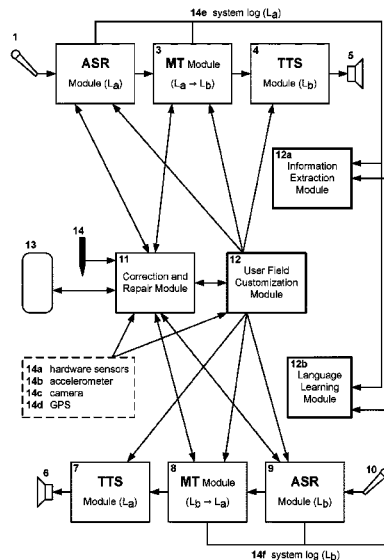 14e system log (La)
1
2
ASR
Module (La)
3
MT Module
(La → Lb)
4
TTS
Module (Lb)
5
12a
Information
Extraction
Module
13
14
11
Correction and
Repair Module
12
User Field
Customization
Module
14a hardware sensors
14b accelerometer
14c camera
14d GPS
12b
Language
Learning
Module
6
7
TTS
Module (La)
8
MT Module
(Lb → La)
9
ASR
Module (Lb)
10
14f system log (Lb)